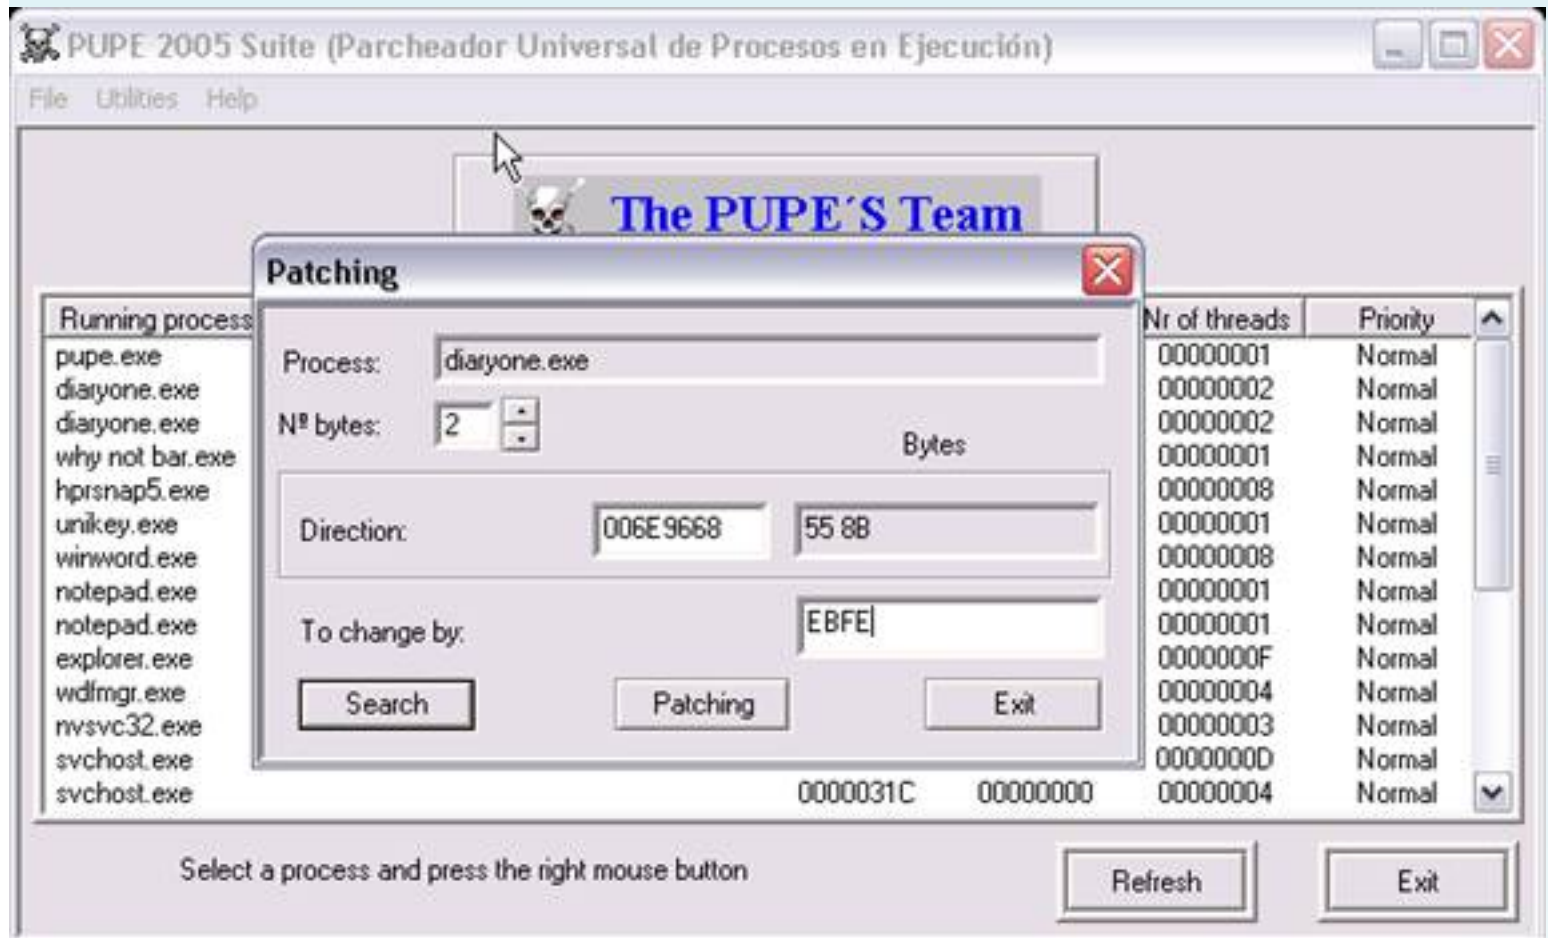 PUPE 2005 Suite (Parcheador Universal de Procesos en Ejecución)
File Utilities Help
The PUPE´S Team
Patching
Running process Nr of threads Priority
pupe.exe 00000001 Normal
diaryone.exe 00000002 Normal
diaryone.exe 00000002 Normal
why not bar.exe 00000001 Normal
hprsnap5.exe 00000008 Normal
unikey.exe 00000001 Normal
winword.exe 00000008 Normal
notepad.exe 00000001 Normal
notepad.exe 00000001 Normal
explorer.exe 0000000F Normal
wdfmgr.exe 00000004 Normal
nvsvc32.exe 00000003 Normal
svchost.exe 0000000D Normal
svchost.exe 0000031C 00000000 00000004 Normal
Process: diaryone.exe
Nº bytes: 2
Bytes
Direction: 006E9668 55 8B
To change by: EBFE
Search Patching Exit
Select a process and press the right mouse button
Refresh Exit